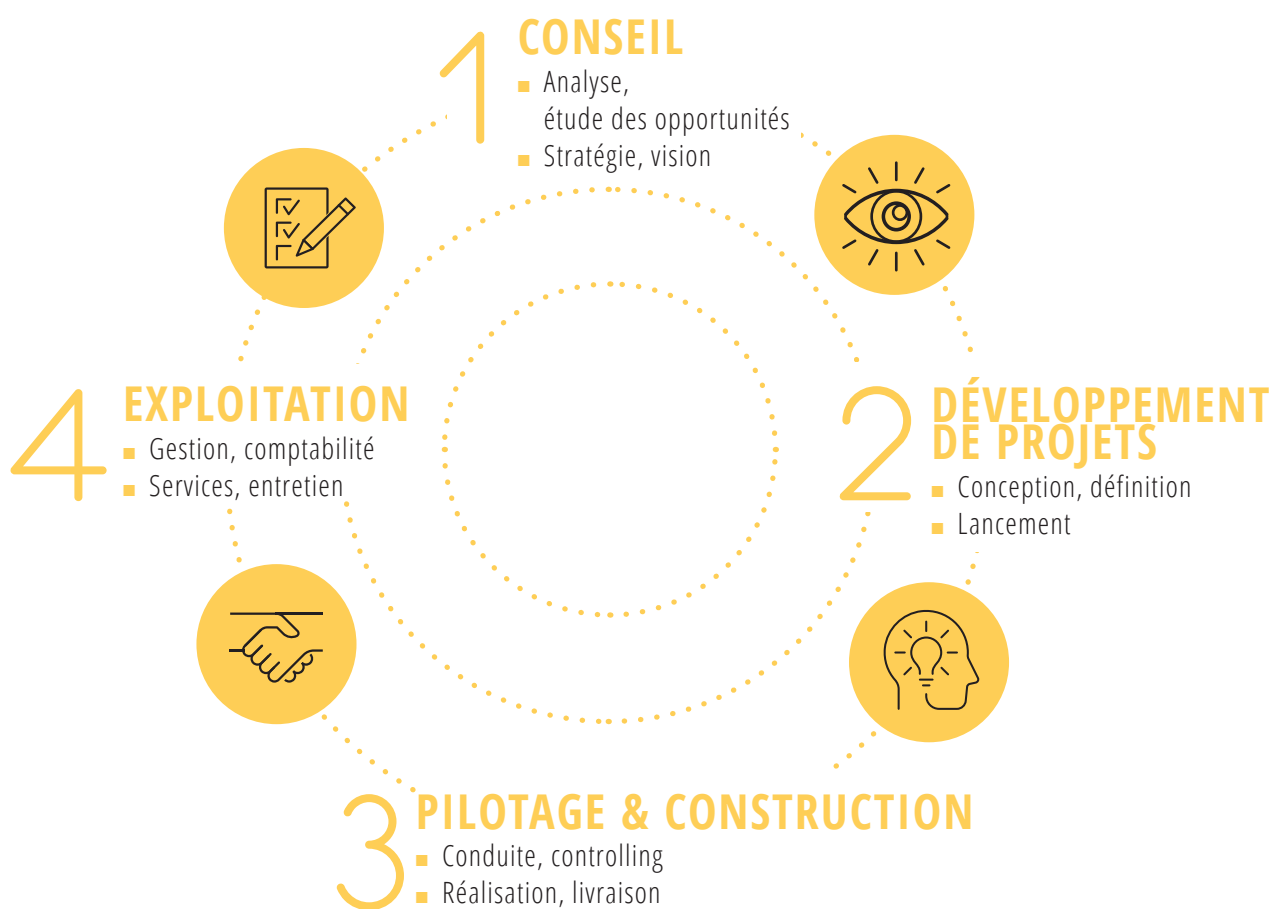 1
CONSEIL
■ Analyse,
étude des opportunités
■ Stratégie, vision
2
DÉVELOPPEMENT
DE PROJETS
■ Conception, définition
■ Lancement
3
PILOTAGE & CONSTRUCTION
■ Conduite, controlling
■ Réalisation, livraison
4
EXPLOITATION
■ Gestion, comptabilité
■ Services, entretien